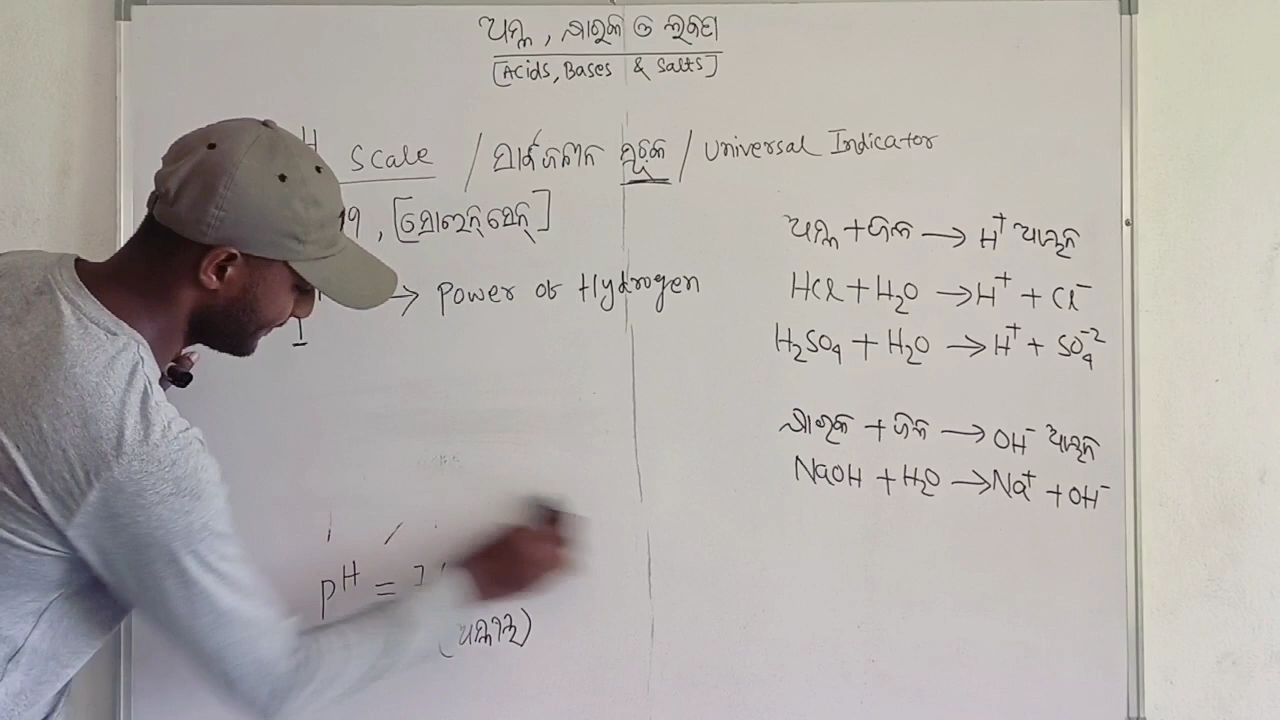 ଅମ୍ଳ, କ୍ଷାରକ ଓ ଲବଣ
[Acids, Bases & Salts]
H Scale / ସାର୍ବଜନୀନ ସୂଚକ / Universal Indicator
, [ସୋରେନ୍‌ସେନ୍]
→ Power of Hydrogen
ଅମ୍ଳ + ଜଳ → H⁺ ଆୟନ
HCl + H₂O → H⁺ + Cl⁻
H₂SO₄ + H₂O → H⁺ + SO₄⁻²
କ୍ଷାରକ + ଜଳ → OH⁻ ଆୟନ
NaOH + H₂O → Na⁺ + OH⁻
pH = 7